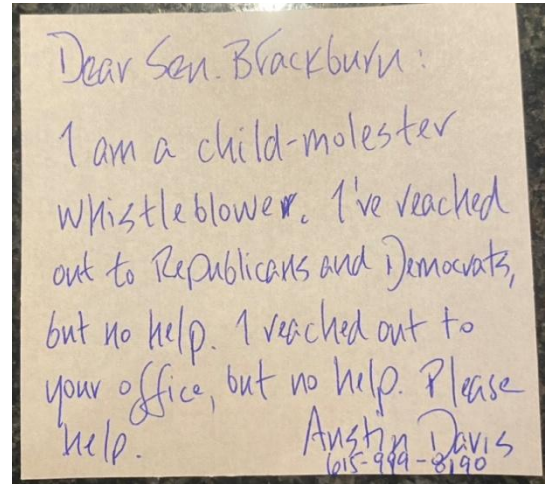 Dear Sen. Blackburn:
I am a child-molester
whistleblower. I've reached
out to Republicans and Democrats,
but no help. I reached out to
your office, but no help. Please
help. Austin Davis
615-999-8190